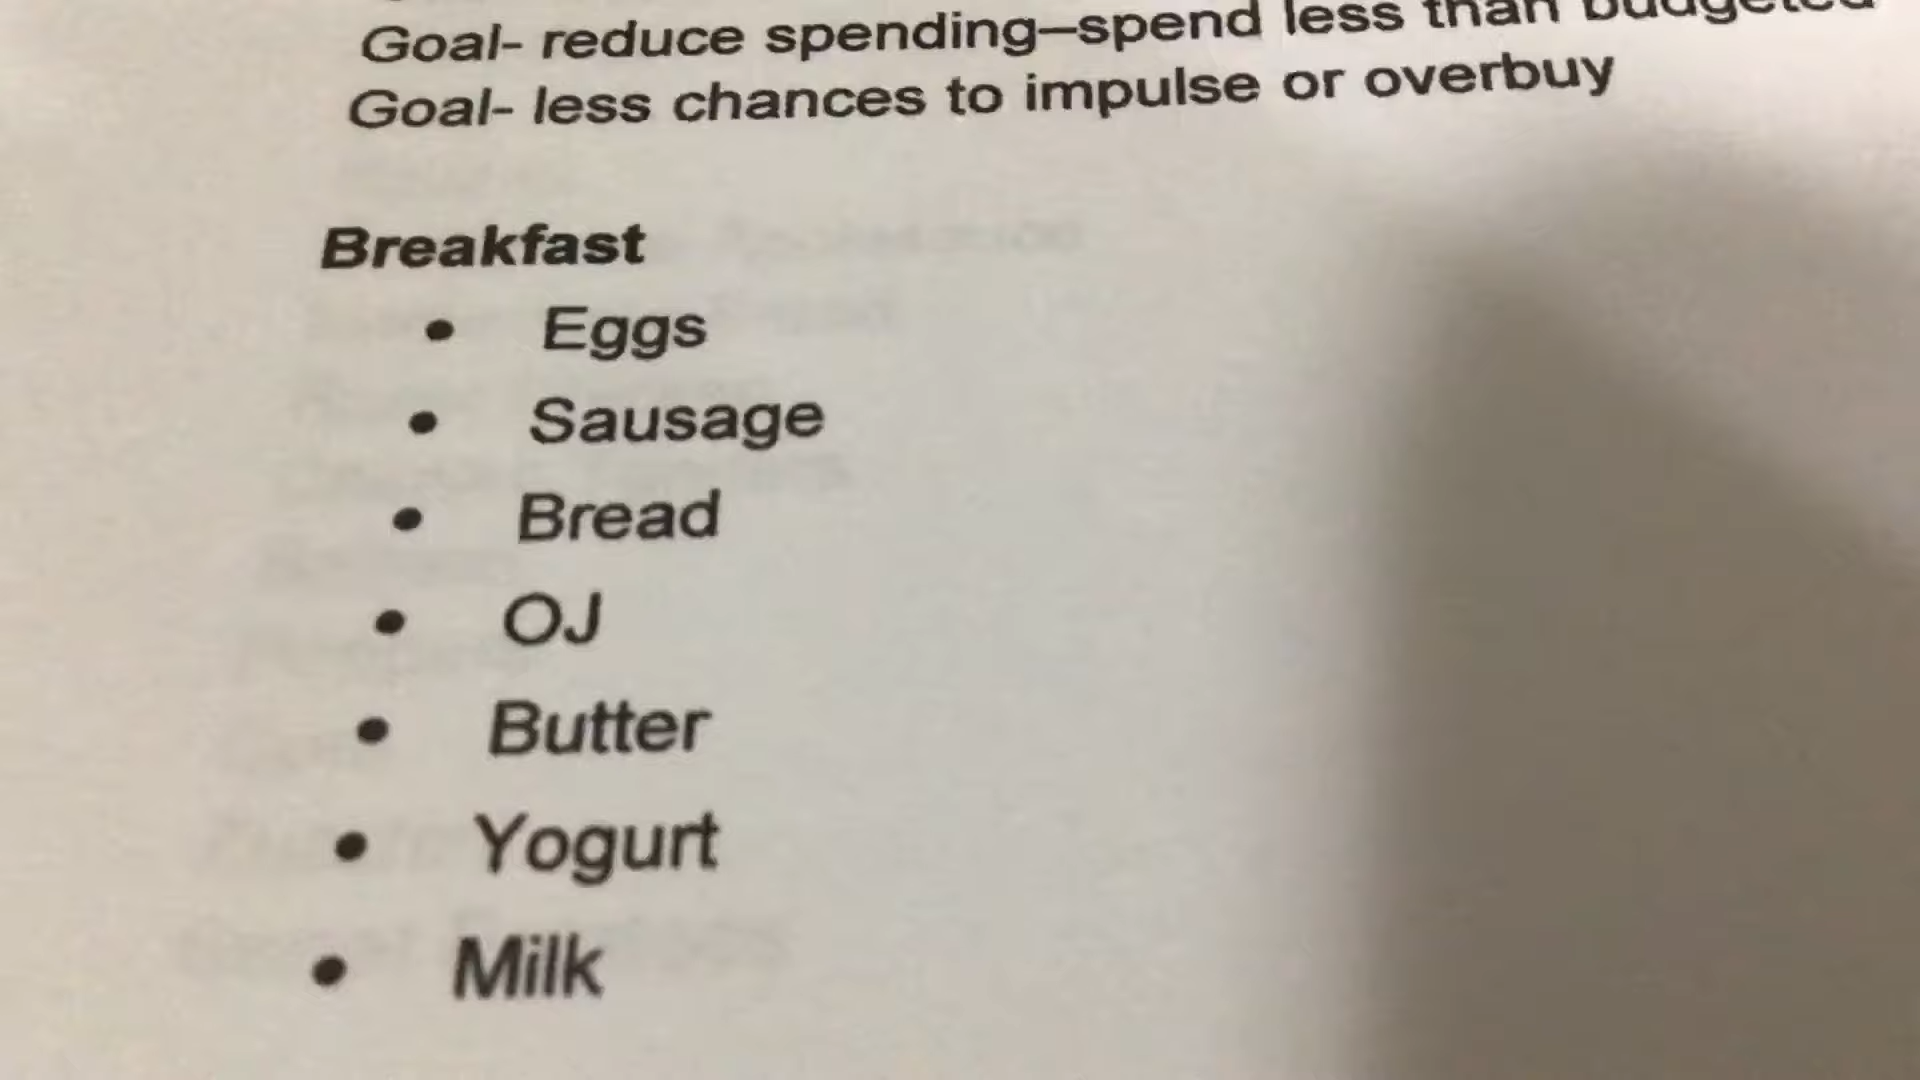 Goal- reduce spending—spend less than budgeted
Goal- less chances to impulse or overbuy
Breakfast
• Eggs
• Sausage
• Bread
• OJ
• Butter
• Yogurt
• Milk